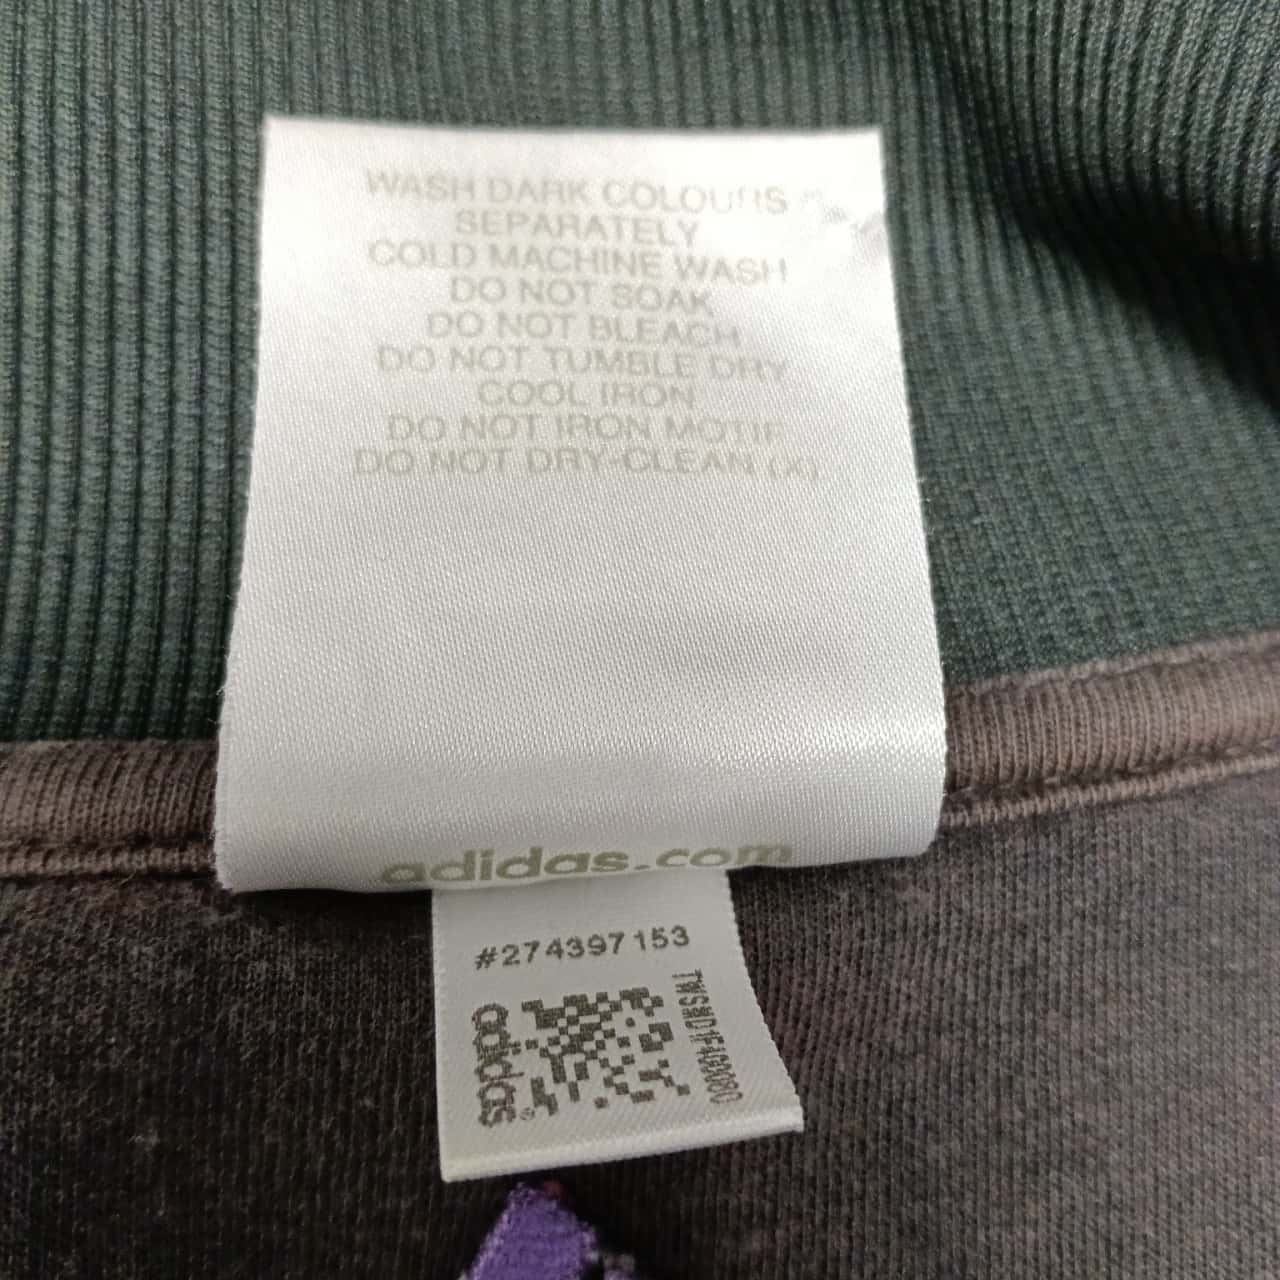 WASH DARK COLOURS
SEPARATELY
COLD MACHINE WASH
DO NOT SOAK
DO NOT BLEACH
DO NOT TUMBLE DRY
COOL IRON
DO NOT IRON MOTIF
DO NOT DRY-CLEAN (X)
adidas.com
#274397153
adidas